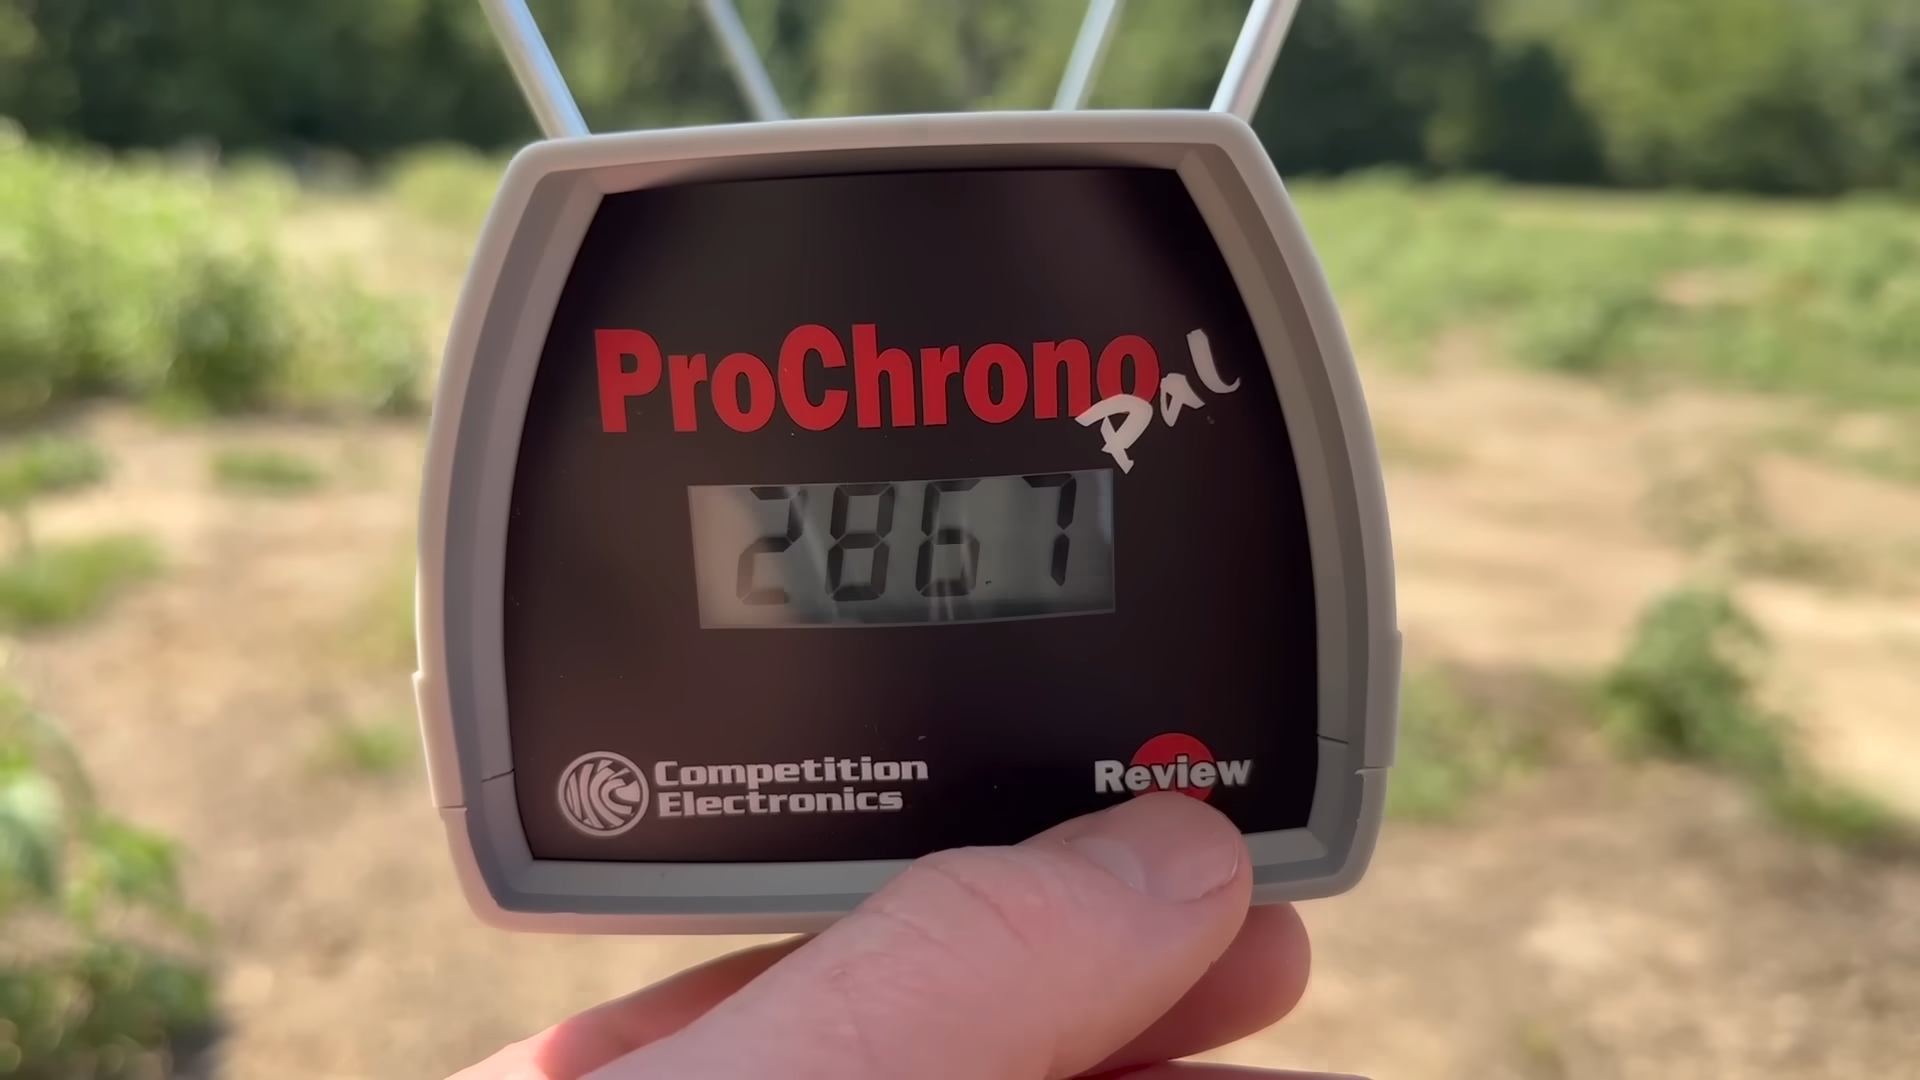 ProChrono
Pal
2867
Competition
Electronics
Review